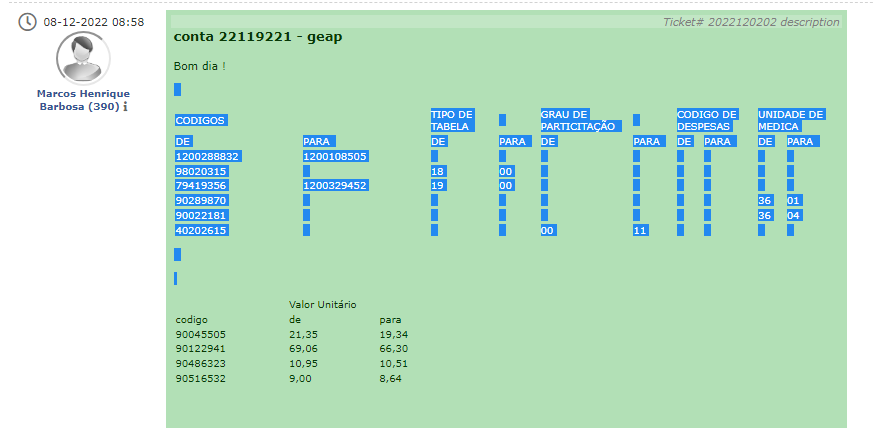 08-12-2022 08:58
Ticket# 2022120202 description
Marcos Henrique
Barbosa (390) i
conta 22119221 - geap
Bom dia !
CODIGOS TIPO DE TABELA GRAU DE PARTICITAÇÃO CODIGO DE DESPESAS UNIDADE DE MEDICA
DE PARA DE PARA DE PARA DE PARA DE PARA
1200288832 1200108505
98020315 18 00
79419356 1200329452 19 00
90289870 36 01
90022181 36 04
40202615 00 11
Valor Unitário
codigo de para
90045505 21,35 19,34
90122941 69,06 66,30
90486323 10,95 10,51
90516532 9,00 8,64